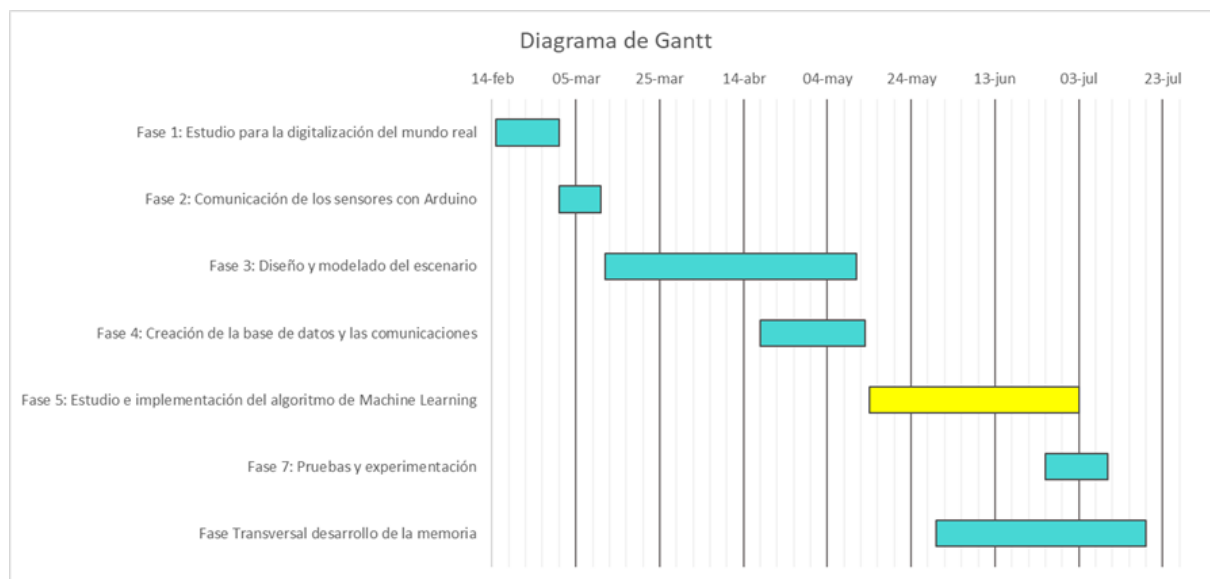 Diagrama de Gantt
14-feb 05-mar 25-mar 14-abr 04-may 24-may 13-jun 03-jul 23-jul
Fase 1: Estudio para la digitalización del mundo real
Fase 2: Comunicación de los sensores con Arduino
Fase 3: Diseño y modelado del escenario
Fase 4: Creación de la base de datos y las comunicaciones
Fase 5: Estudio e implementación del algoritmo de Machine Learning
Fase 7: Pruebas y experimentación
Fase Transversal desarrollo de la memoria